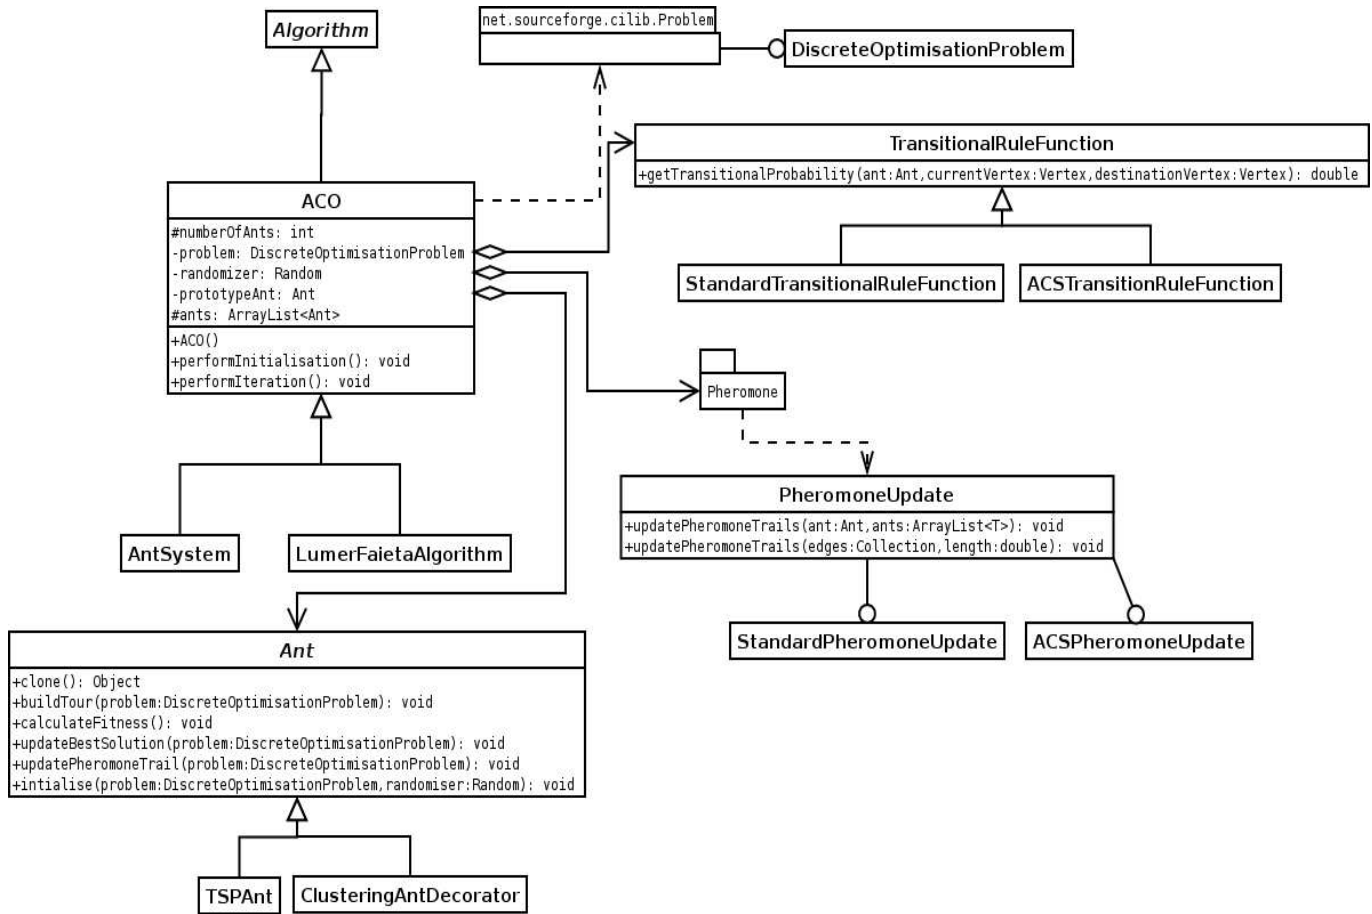 Algorithm
net.sourceforge.cilib.Problem
DiscreteOptimisationProblem
TransitionalRuleFunction
+getTransitionalProbability(ant:Ant,currentVertex:Vertex,destinationVertex:Vertex): double
StandardTransitionalRuleFunction
ACSTransitionRuleFunction
ACO
#numberOfAnts: int
-problem: DiscreteOptimisationProblem
-randomizer: Random
-prototypeAnt: Ant
#ants: ArrayList<Ant>
+ACO()
+performInitialisation(): void
+performIteration(): void
Pheromone
PheromoneUpdate
+updatePheromoneTrails(ant:Ant,ants:ArrayList<T>): void
+updatePheromoneTrails(edges:Collection,length:double): void
StandardPheromoneUpdate
ACSPheromoneUpdate
AntSystem
LumerFaietaAlgorithm
Ant
+clone(): Object
+buildTour(problem:DiscreteOptimisationProblem): void
+calculateFitness(): void
+updateBestSolution(problem:DiscreteOptimisationProblem): void
+updatePheromoneTrail(problem:DiscreteOptimisationProblem): void
+intialise(problem:DiscreteOptimisationProblem,randomiser:Random): void
TSPAnt
ClusteringAntDecorator